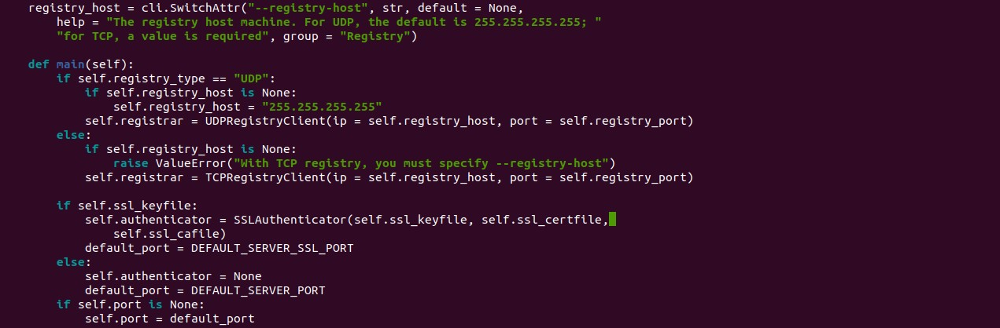 registry_host = cli.SwitchAttr("--registry-host", str, default = None,
        help = "The registry host machine. For UDP, the default is 255.255.255.255; "
        "for TCP, a value is required", group = "Registry")

    def main(self):
        if self.registry_type == "UDP":
            if self.registry_host is None:
                self.registry_host = "255.255.255.255"
            self.registrar = UDPRegistryClient(ip = self.registry_host, port = self.registry_port)
        else:
            if self.registry_host is None:
                raise ValueError("With TCP registry, you must specify --registry-host")
            self.registrar = TCPRegistryClient(ip = self.registry_host, port = self.registry_port)

        if self.ssl_keyfile:
            self.authenticator = SSLAuthenticator(self.ssl_keyfile, self.ssl_certfile,
                self.ssl_cafile)
            default_port = DEFAULT_SERVER_SSL_PORT
        else:
            self.authenticator = None
            default_port = DEFAULT_SERVER_PORT
        if self.port is None:
            self.port = default_port